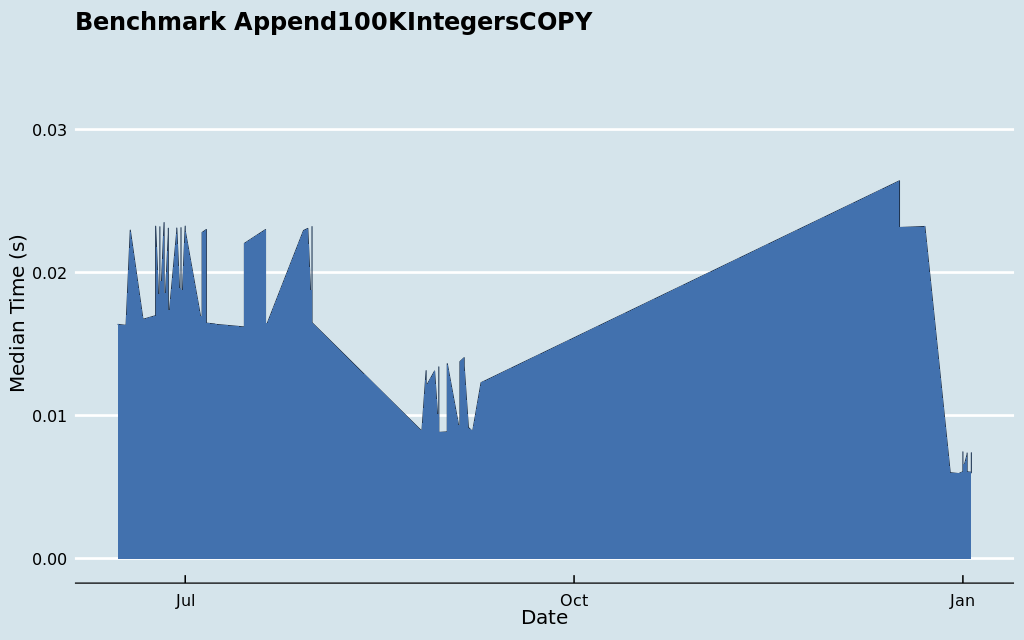 Benchmark Append100KIntegersCOPY
0.03
0.02
0.01
0.00
Median Time (s)
Jul
Oct
Jan
Date